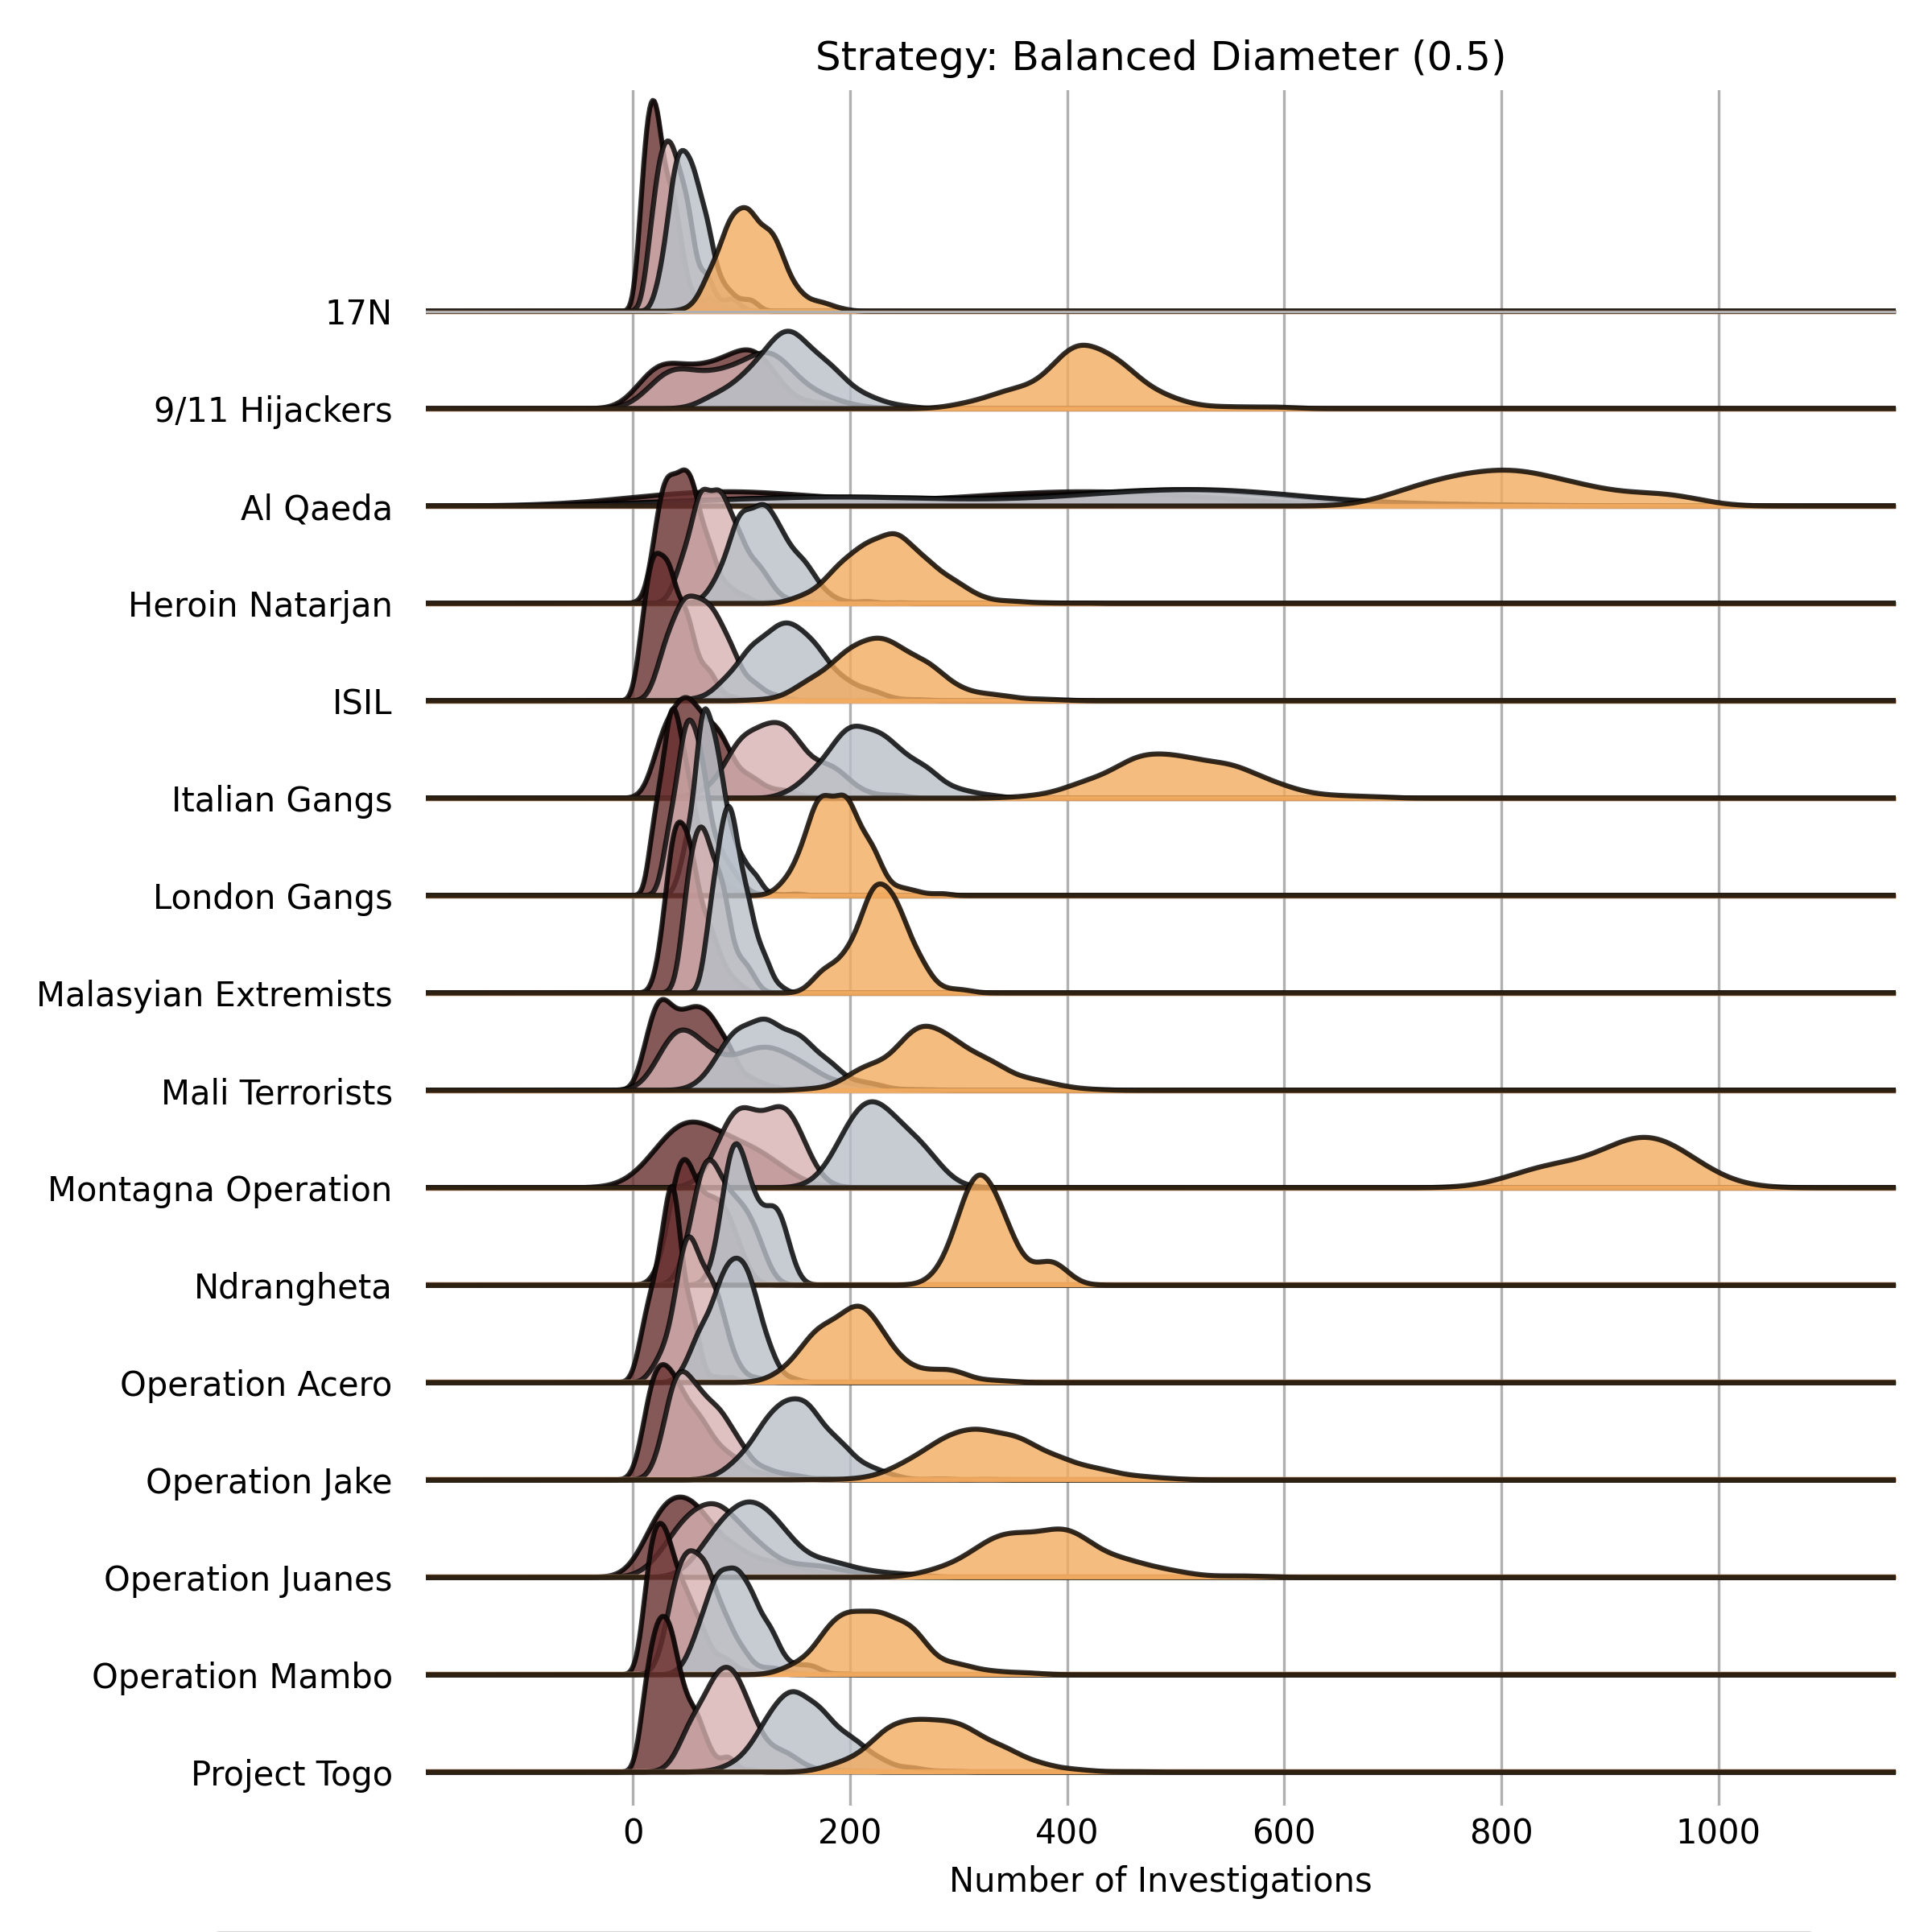 Strategy: Balanced Diameter (0.5)
17N
9/11 Hijackers
Al Qaeda
Heroin Natarjan
ISIL
Italian Gangs
London Gangs
Malasyian Extremists
Mali Terrorists
Montagna Operation
Ndrangheta
Operation Acero
Operation Jake
Operation Juanes
Operation Mambo
Project Togo
0 200 400 600 800 1000
Number of Investigations